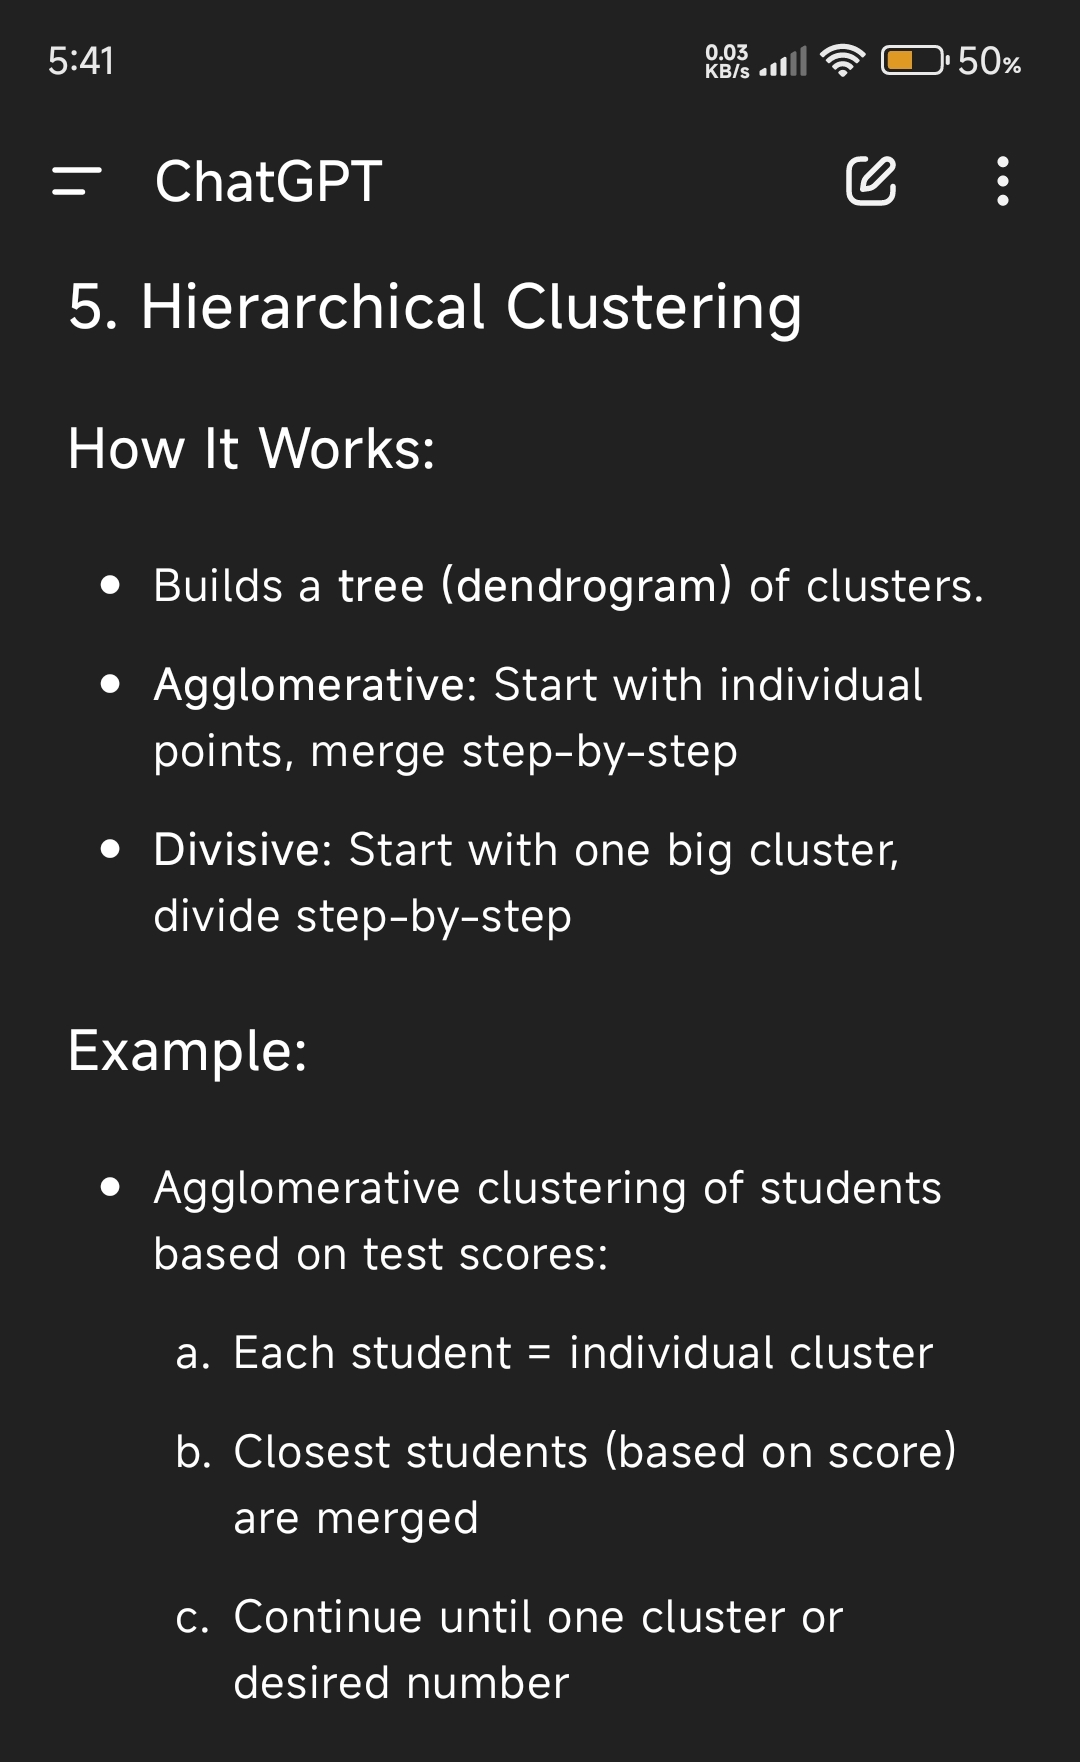 5:41
0.03
KB/s
50%
ChatGPT
5. Hierarchical Clustering
How It Works:
• Builds a tree (dendrogram) of clusters.
• Agglomerative: Start with individual
points, merge step-by-step
• Divisive: Start with one big cluster,
divide step-by-step
Example:
• Agglomerative clustering of students
based on test scores:
a. Each student = individual cluster
b. Closest students (based on score)
are merged
c. Continue until one cluster or
desired number